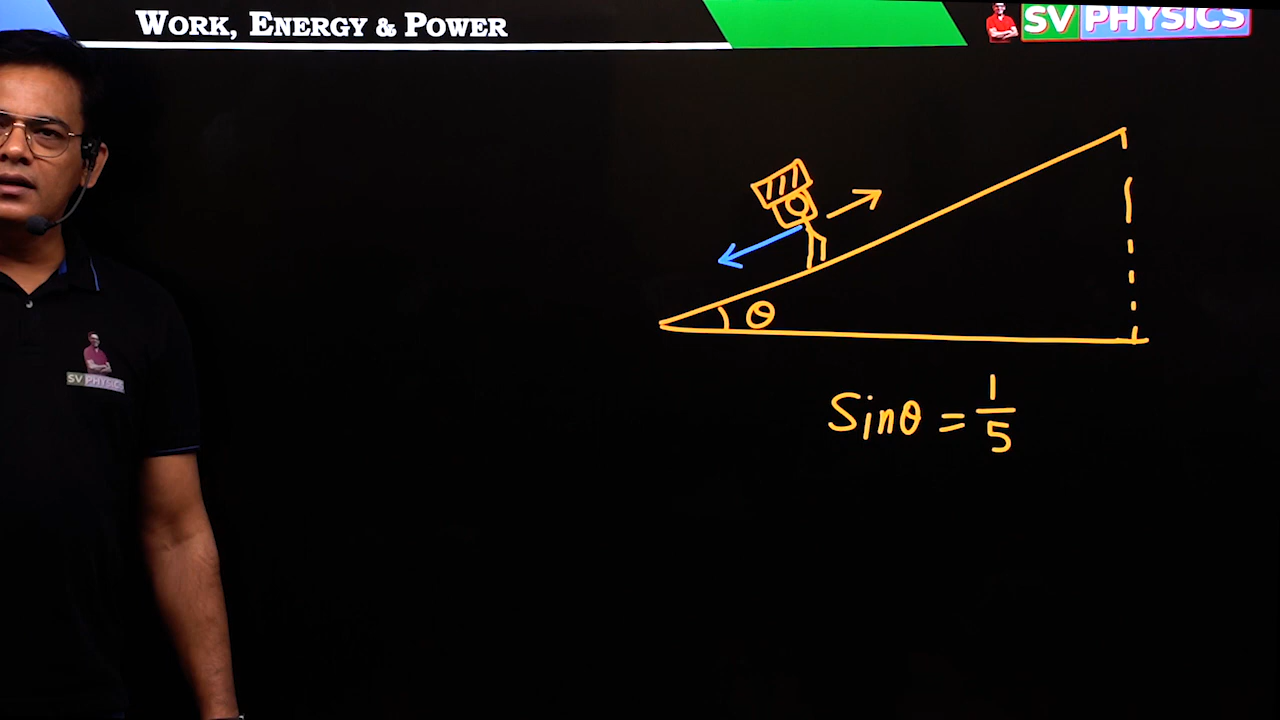 WORK, ENERGY & POWER
SV PHYSICS
θ
Sinθ = 1/5
SV PHYSICS